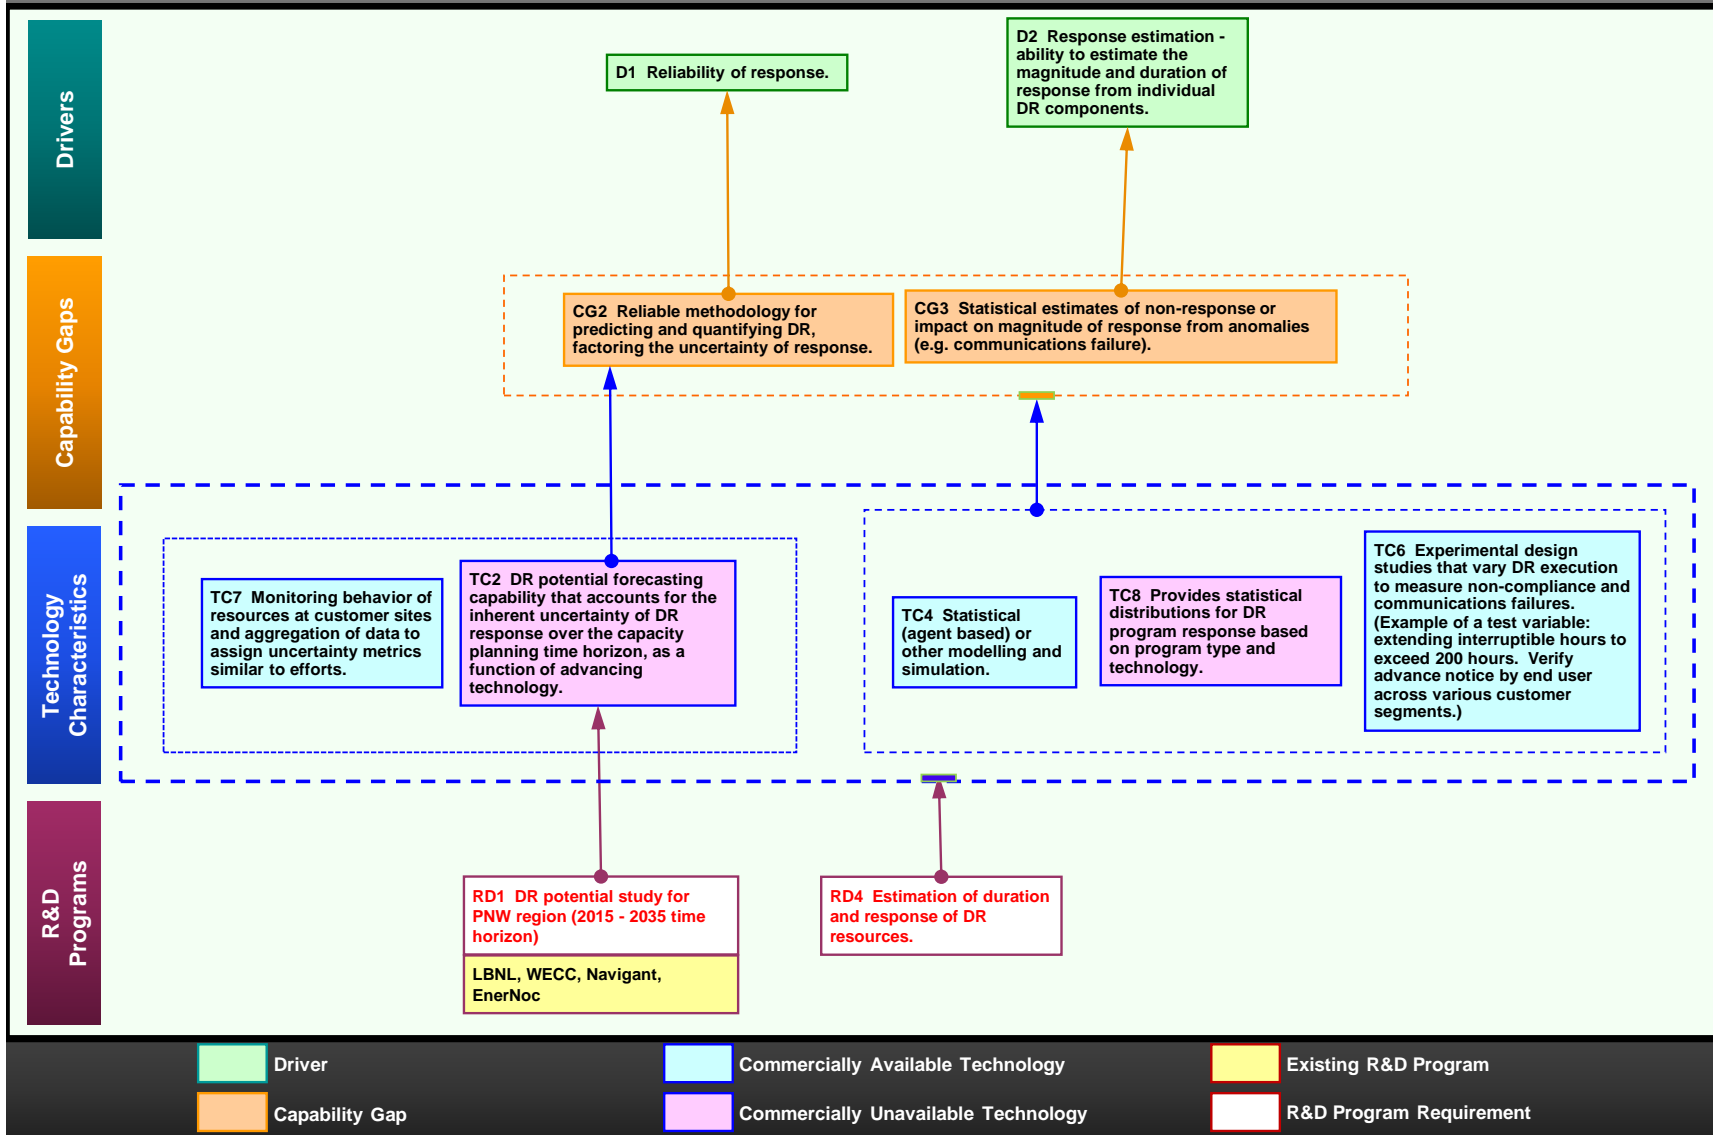 Drivers
D1 Reliability of response.
D2 Response estimation -
ability to estimate the
magnitude and duration of
response from individual
DR components.
Capability Gaps
CG2 Reliable methodology for
predicting and quantifying DR,
factoring the uncertainty of response.
CG3 Statistical estimates of non-response or
impact on magnitude of response from anomalies
(e.g. communications failure).
Technology
Characteristics
TC7 Monitoring behavior of
resources at customer sites
and aggregation of data to
assign uncertainty metrics
similar to efforts.
TC2 DR potential forecasting
capability that accounts for the
inherent uncertainty of DR
response over the capacity
planning time horizon, as a
function of advancing
technology.
TC4 Statistical
(agent based) or
other modelling and
simulation.
TC8 Provides statistical
distributions for DR
program response based
on program type and
technology.
TC6 Experimental design
studies that vary DR execution
to measure non-compliance and
communications failures.
(Example of a test variable:
extending interruptible hours to
exceed 200 hours. Verify
advance notice by end user
across various customer
segments.)
R&D
Programs
RD1 DR potential study for
PNW region (2015 - 2035 time
horizon)
LBNL, WECC, Navigant,
EnerNoc
RD4 Estimation of duration
and response of DR
resources.
Driver
Commercially Available Technology
Existing R&D Program
Capability Gap
Commercially Unavailable Technology
R&D Program Requirement